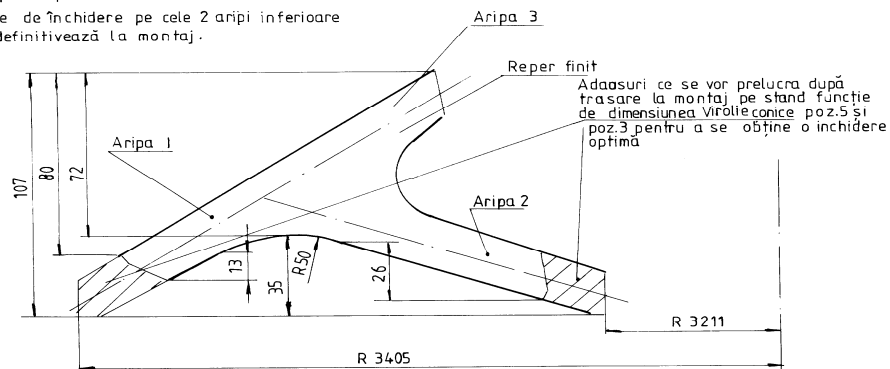 e de închidere pe cele 2 aripi inferioare
definitivează la montaj.
Aripa 3
Reper finit
Adaosuri ce se vor prelucra după
trasare la montaj pe stand funcție
de dimensiunea Virolie conice poz.5 și
poz.3 pentru a se obține o inchidere
optimă
Aripa 1
Aripa 2
107
80
72
13
35
R50
26
R 3211
R 3405